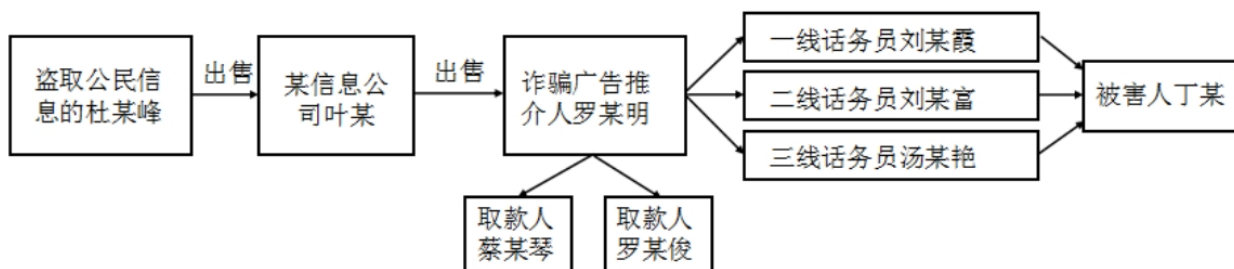 盗取公民信
息的杜某峰
出售
某信息公
司叶某
出售
诈骗广告推
介人罗某明
一线话务员刘某霞
二线话务员刘某富
三线话务员汤某艳
被害人丁某
取款人
蔡某琴
取款人
罗某俊